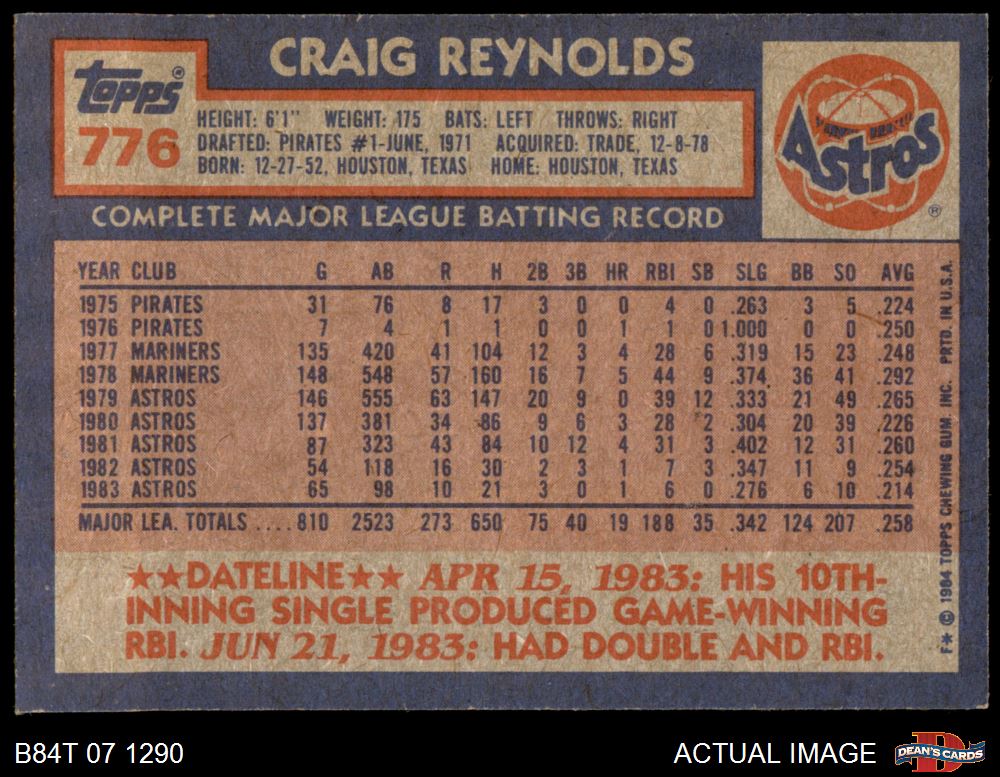 CRAIG REYNOLDS
topps®
776
HEIGHT: 6'1" WEIGHT: 175 BATS: LEFT THROWS: RIGHT
DRAFTED: PIRATES #1-JUNE, 1971 ACQUIRED: TRADE, 12-8-78
BORN: 12-27-52, HOUSTON, TEXAS HOME: HOUSTON, TEXAS
Astros
®
COMPLETE MAJOR LEAGUE BATTING RECORD
YEAR CLUB G AB R H 2B 3B HR RBI SB SLG BB SO AVG
1975 PIRATES 31 76 8 17 3 0 0 4 0 .263 3 5 .224
1976 PIRATES 7 4 1 1 0 0 1 1 0 1.000 0 0 .250
1977 MARINERS 135 420 41 104 12 3 4 28 6 .319 15 23 .248
1978 MARINERS 148 548 57 160 16 7 5 44 9 .374 36 41 .292
1979 ASTROS 146 555 63 147 20 9 0 39 12 .333 21 49 .265
1980 ASTROS 137 381 34 86 9 6 3 28 2 .304 20 39 .226
1981 ASTROS 87 323 43 84 10 12 4 31 3 .402 12 31 .260
1982 ASTROS 54 118 16 30 2 3 1 7 3 .347 11 9 .254
1983 ASTROS 65 98 10 21 3 0 1 6 0 .276 6 10 .214
MAJOR LEA. TOTALS ....810 2523 273 650 75 40 19 188 35 .342 124 207 .258
★★DATELINE★★ APR 15, 1983: HIS 10TH-
INNING SINGLE PRODUCED GAME-WINNING
RBI. JUN 21, 1983: HAD DOUBLE AND RBI.
F* © 1984 TOPPS CHEWING GUM, INC. PRTD. IN U.S.A.
B84T 07 1290
ACTUAL IMAGE
DEAN'S CARDS